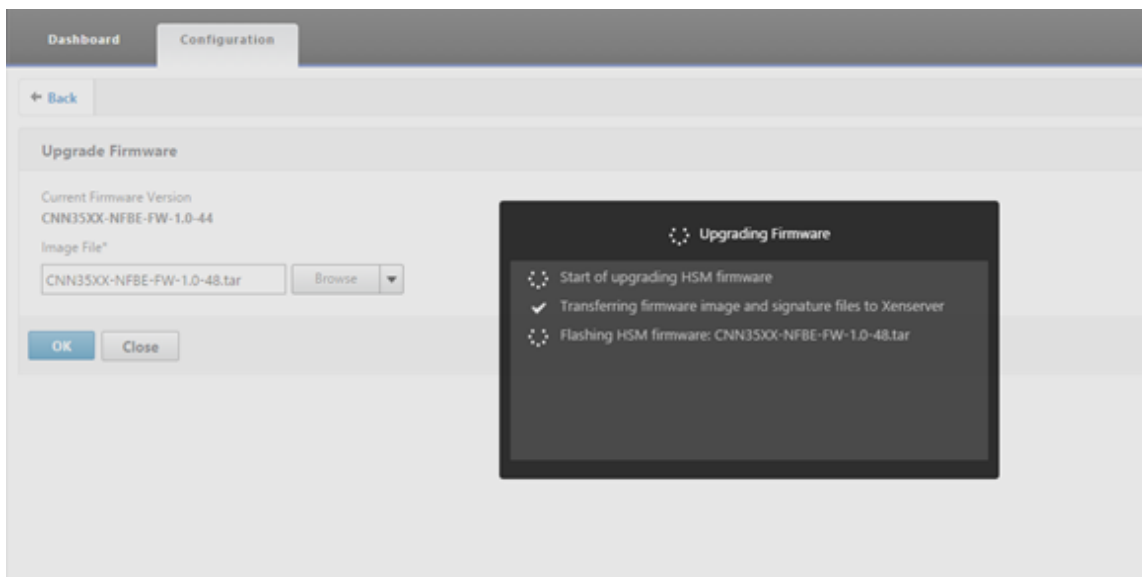 Dashboard
Configuration
Back
Upgrade Firmware
Current Firmware Version
CNN35XX-NFBE-FW-1.0-44
Image File*
CNN35XX-NFBE-FW-1.0-48.tar
Browse
OK
Close
Upgrading Firmware
Start of upgrading HSM firmware
Transferring firmware image and signature files to Xenserver
Flashing HSM firmware: CNN35XX-NFBE-FW-1.0-48.tar